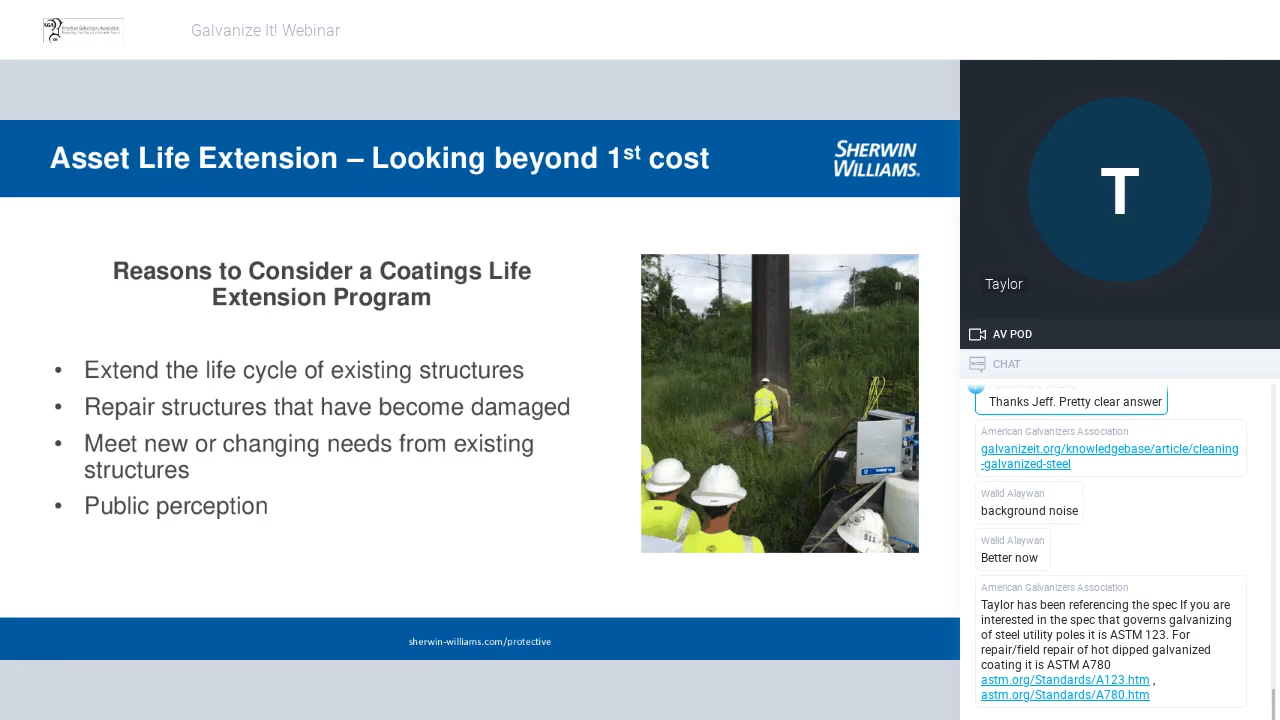 AGA
American Galvanizers Association
Galvanize It! Webinar
Asset Life Extension – Looking beyond 1st cost
SHERWIN
WILLIAMS®
Reasons to Consider a Coatings Life
Extension Program
• Extend the life cycle of existing structures
• Repair structures that have become damaged
• Meet new or changing needs from existing
structures
• Public perception
511
sherwin-williams.com/protective
T
Taylor
AV POD
CHAT
Thanks Jeff. Pretty clear answer
American Galvanizers Association
galvanizeit.org/knowledgebase/article/cleaning
-galvanized-steel
Walid Alaywan
background noise
Walid Alaywan
Better now
American Galvanizers Association
Taylor has been referencing the spec If you are
interested in the spec that governs galvanizing
of steel utility poles it is ASTM 123. For
repair/field repair of hot dipped galvanized
coating it is ASTM A780
astm.org/Standards/A123.htm ,
astm.org/Standards/A780.htm